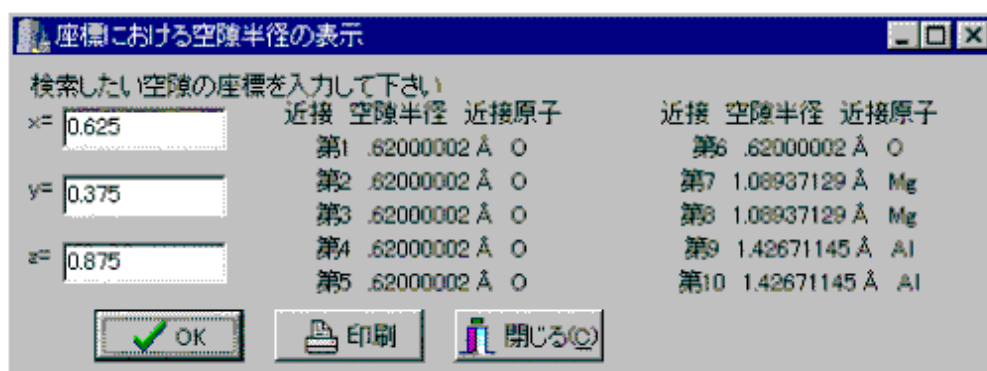 座標における空隙半径の表示
検索したい空隙の座標を入力して下さい
x= 0.625
y= 0.375
z= 0.875
近接 空隙半径 近接原子
第1 .62000002 Å O
第2 .62000002 Å O
第3 .62000002 Å O
第4 .62000002 Å O
第5 .62000002 Å O
近接 空隙半径 近接原子
第6 .62000002 Å O
第7 1.08937129 Å Mg
第8 1.08937129 Å Mg
第9 1.42671145 Å Al
第10 1.42671145 Å Al
OK
印刷
閉じる(C)